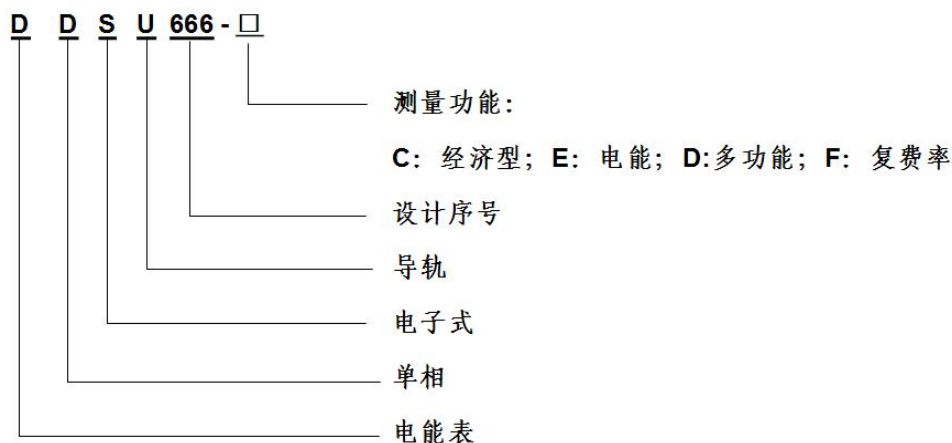 D D S U 666 - □
测量功能：
C：经济型；E：电能；D:多功能；F：复费率
设计序号
导轨
电子式
单相
电能表